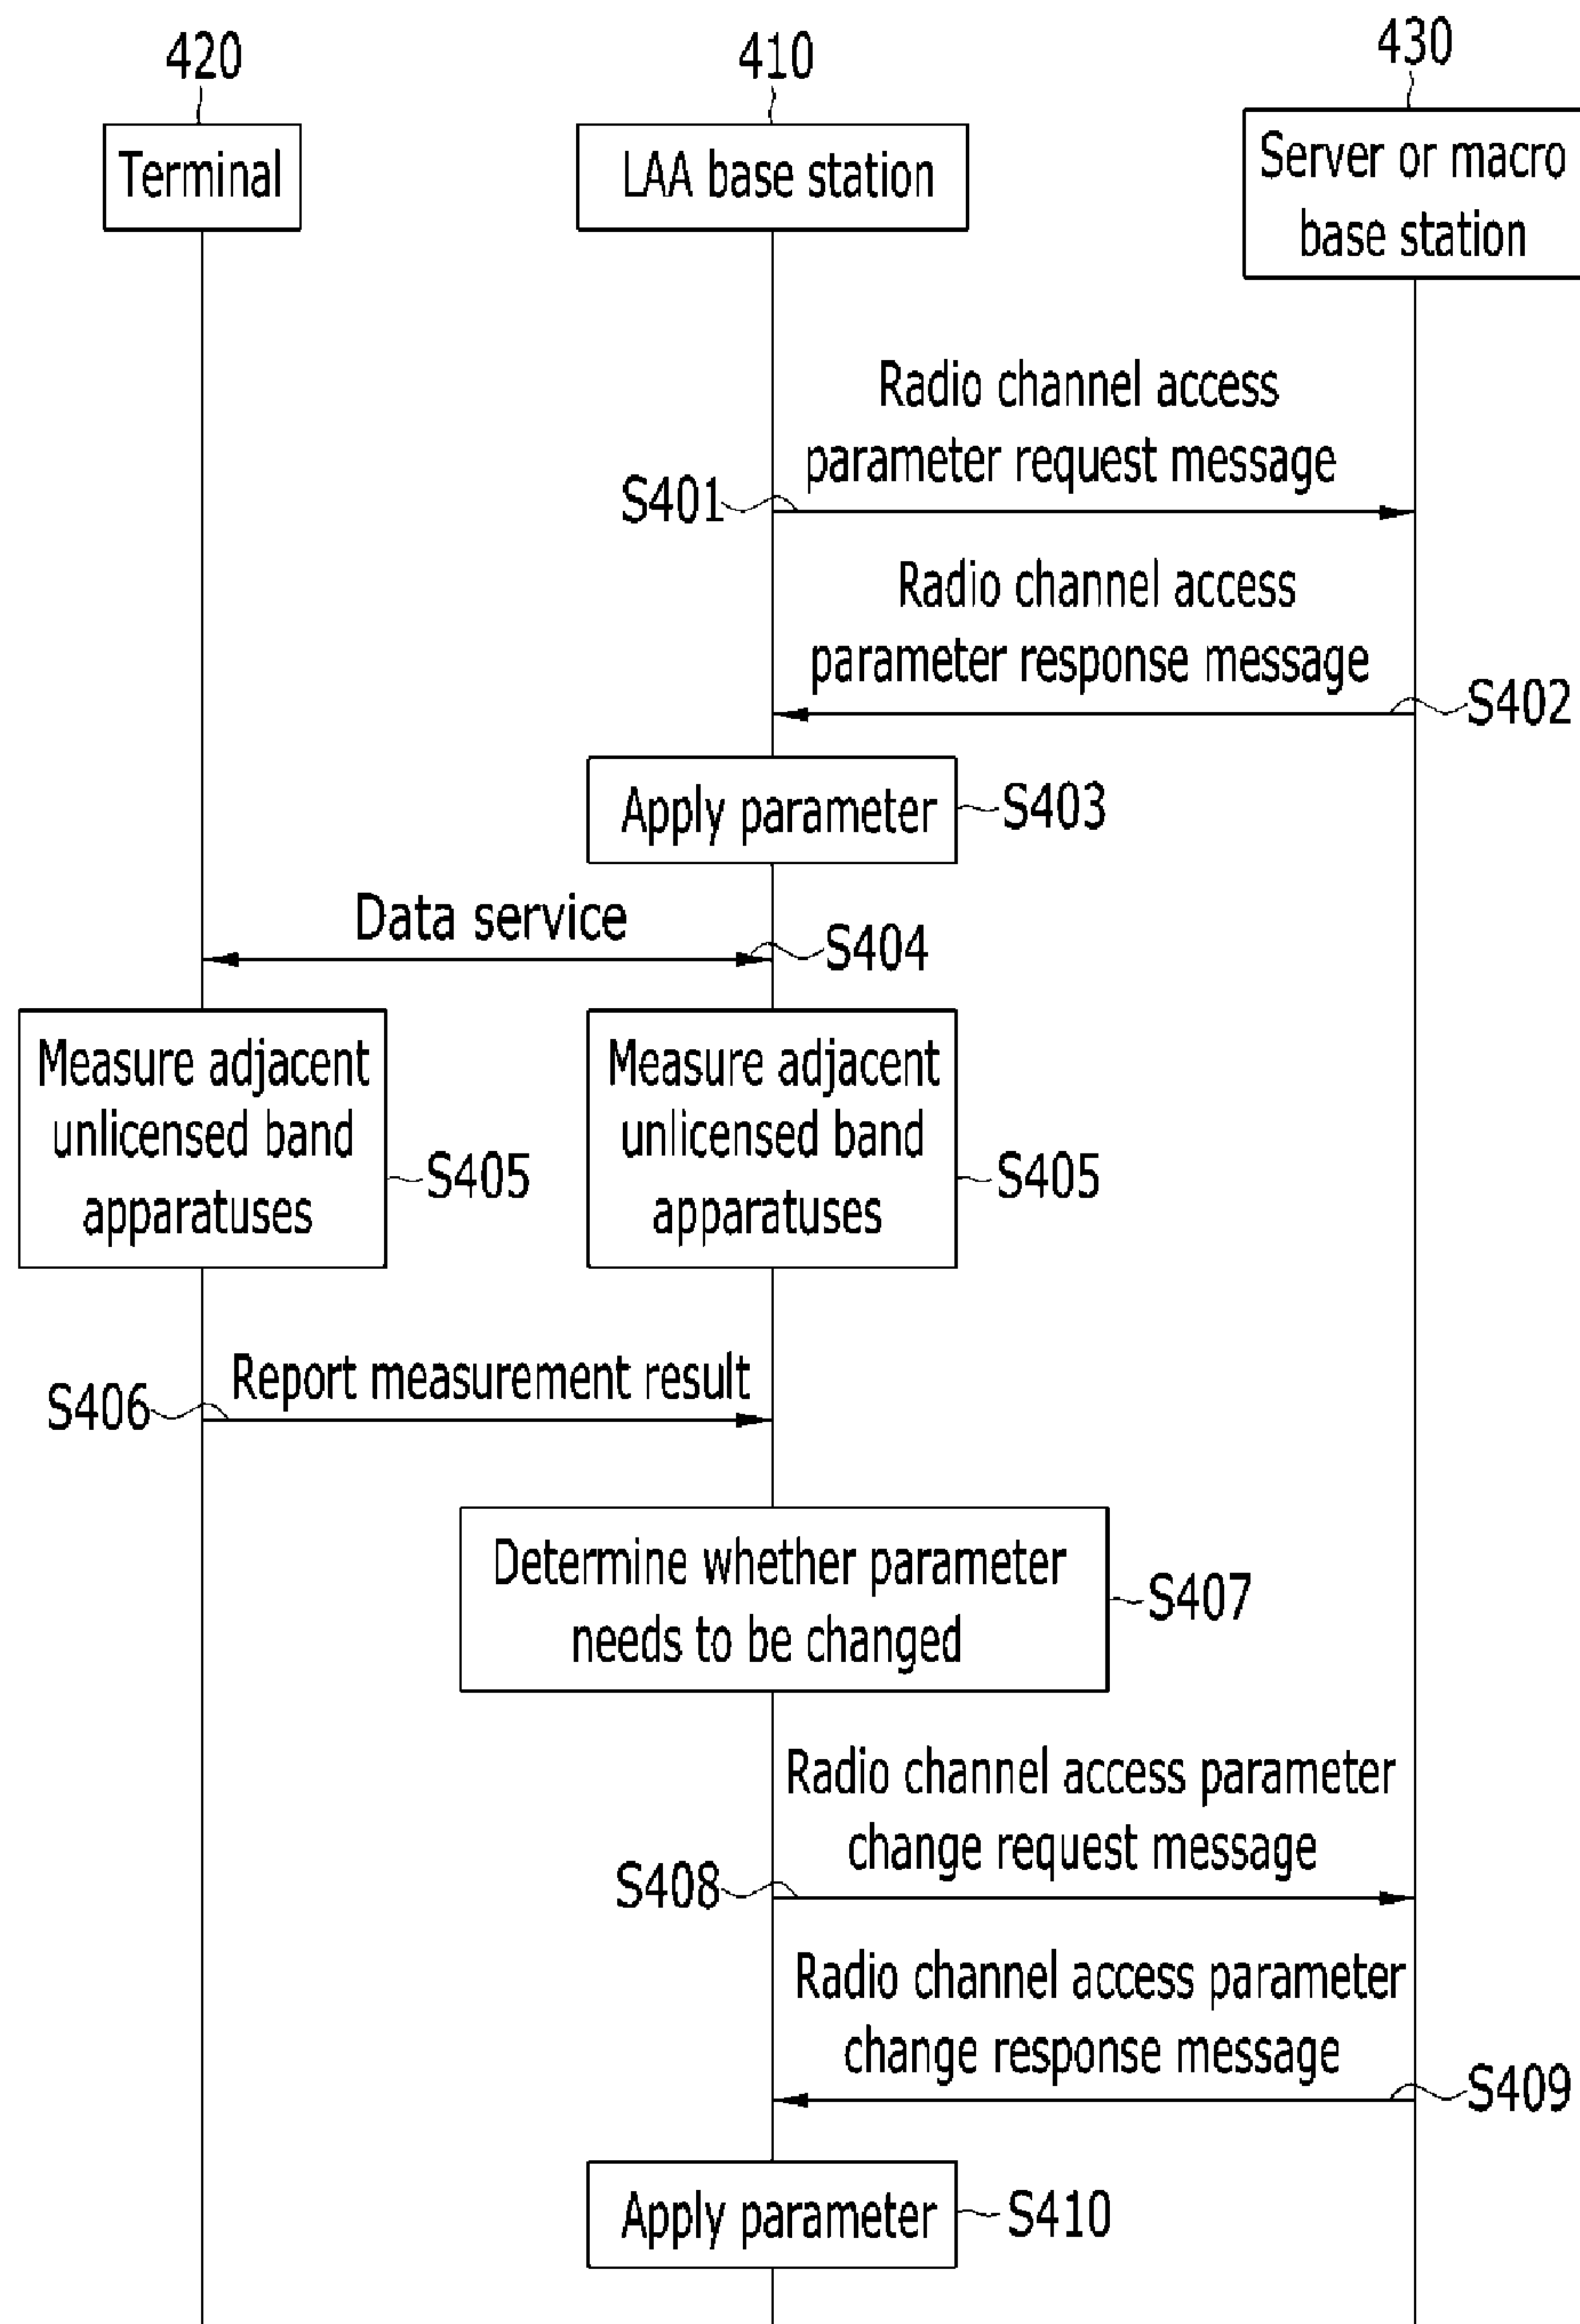 420
410
430
Terminal
LAA base station
Server or macro
base station
Radio channel access
parameter request message
S401
Radio channel access
parameter response message
S402
Apply parameter
S403
Data service
S404
Measure adjacent
unlicensed band
apparatuses
S405
Measure adjacent
unlicensed band
apparatuses
S405
Report measurement result
S406
Determine whether parameter
needs to be changed
S407
Radio channel access parameter
change request message
S408
Radio channel access parameter
change response message
S409
Apply parameter
S410